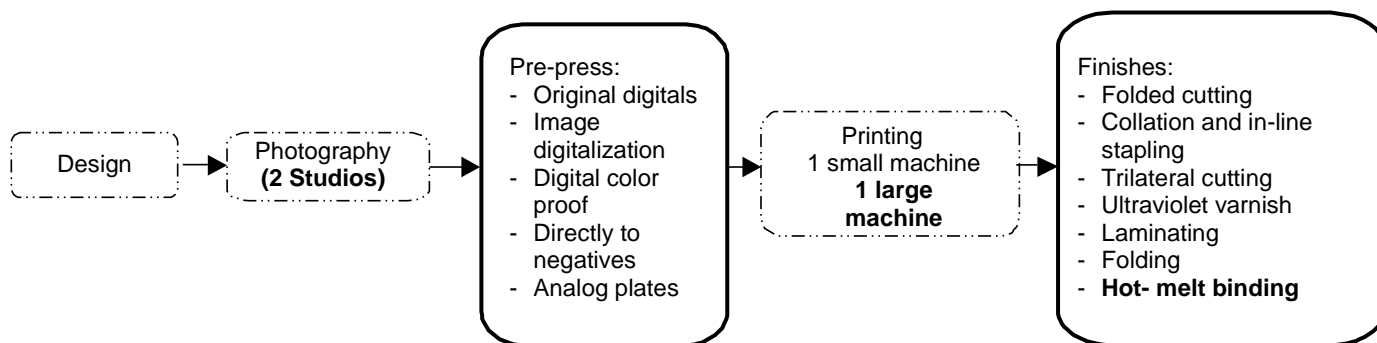 Design
Photography
(2 Studios)
Pre-press:
- Original digitals
- Image
digitalization
- Digital color
proof
- Directly to
negatives
- Analog plates
Printing
1 small machine
1 large
machine
Finishes:
- Folded cutting
- Collation and in-line
stapling
- Trilateral cutting
- Ultraviolet varnish
- Laminating
- Folding
- Hot- melt binding